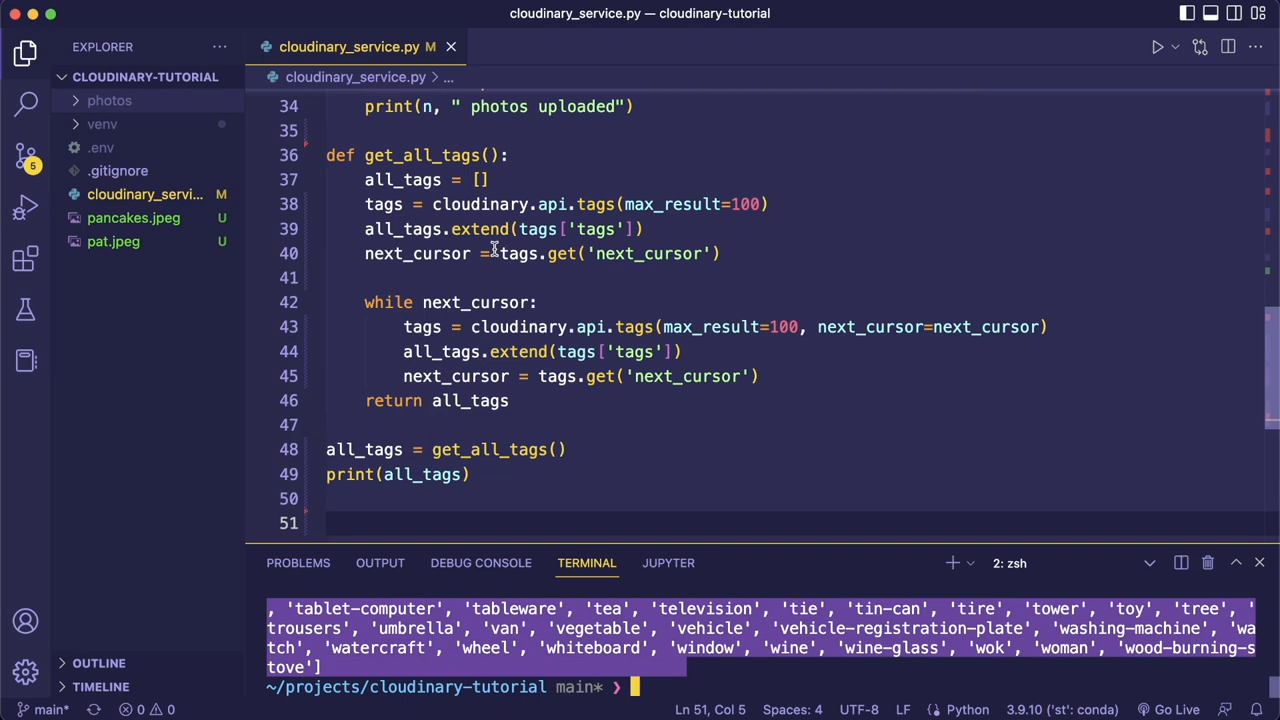 cloudinary_service.py — cloudinary-tutorial
EXPLORER
cloudinary_service.py M
CLOUDINARY-TUTORIAL
photos
venv
.env
.gitignore
cloudinary_servi... M
pancakes.jpeg U
pat.jpeg U
5
OUTLINE
TIMELINE
cloudinary_service.py > ...
34 print(n, " photos uploaded")
35
36 def get_all_tags():
37 all_tags = []
38 tags = cloudinary.api.tags(max_result=100)
39 all_tags.extend(tags['tags'])
40 next_cursor = tags.get('next_cursor')
41
42 while next_cursor:
43 tags = cloudinary.api.tags(max_result=100, next_cursor=next_cursor)
44 all_tags.extend(tags['tags'])
45 next_cursor = tags.get('next_cursor')
46 return all_tags
47
48 all_tags = get_all_tags()
49 print(all_tags)
50
51
PROBLEMS OUTPUT DEBUG CONSOLE TERMINAL JUPYTER 2: zsh
, 'tablet-computer', 'tableware', 'tea', 'television', 'tie', 'tin-can', 'tire', 'tower', 'toy', 'tree', '
trousers', 'umbrella', 'van', 'vegetable', 'vehicle', 'vehicle-registration-plate', 'washing-machine', 'wa
tch', 'watercraft', 'wheel', 'whiteboard', 'window', 'wine', 'wine-glass', 'wok', 'woman', 'wood-burning-s
tove']
~/projects/cloudinary-tutorial main* ❯
main* 0 0 Ln 51, Col 5 Spaces: 4 UTF-8 LF Python 3.9.10 ('st': conda) Go Live